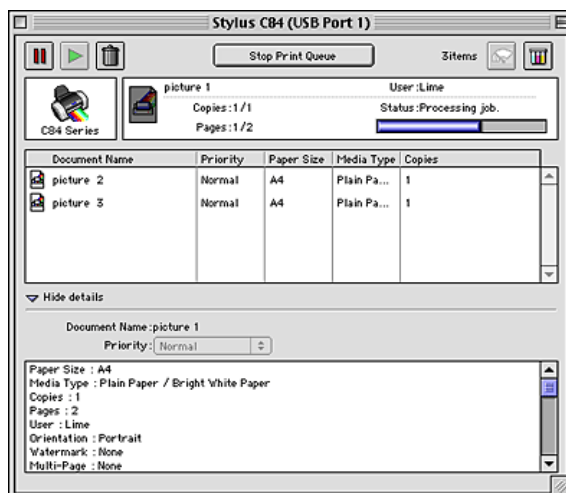 Stylus C84 (USB Port 1)
Stop Print Queue
3items
C84 Series
picture 1
User :Lime
Copies :1/1
Status :Processing job.
Pages :1/2
Document Name Priority Paper Size Media Type Copies
picture 2 Normal A4 Plain Pa... 1
picture 3 Normal A4 Plain Pa... 1
Hide details
Document Name :picture 1
Priority : Normal
Paper Size : A4
Media Type : Plain Paper / Bright White Paper
Copies : 1
Pages : 2
User : Lime
Orientation : Portrait
Watermark : None
Multi-Page : None